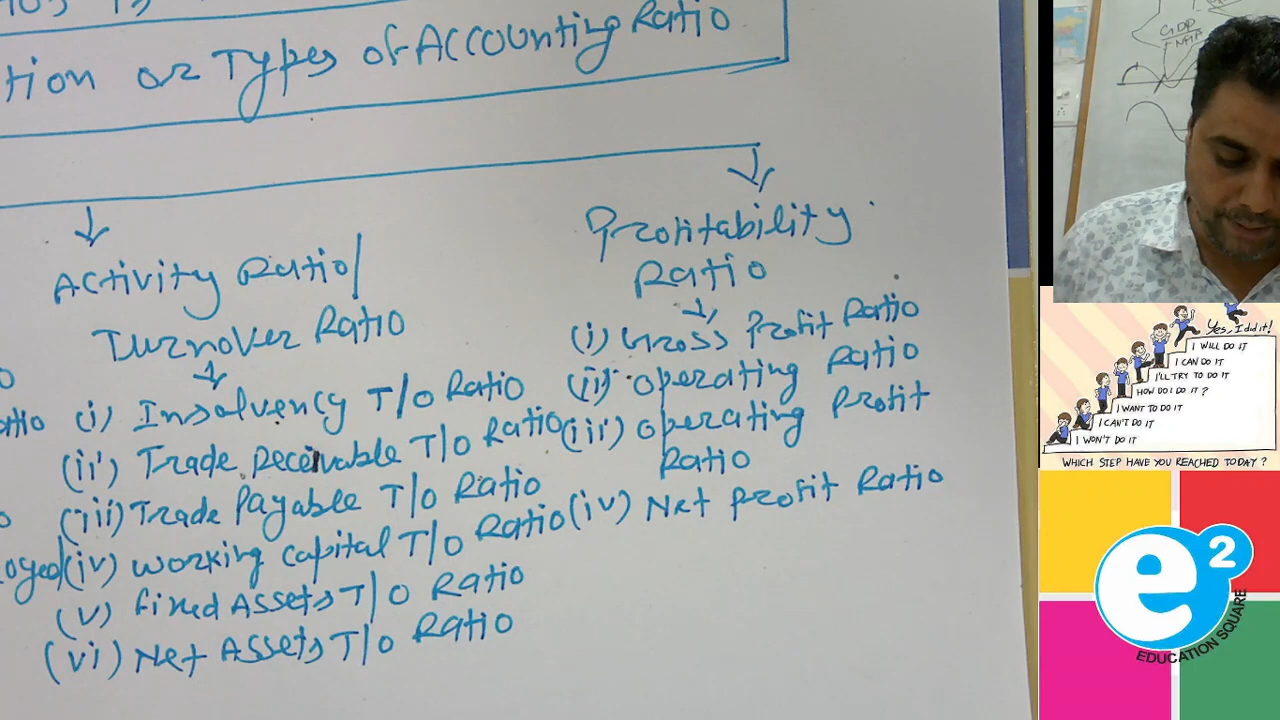 tion or Types of Accounting Ratio
Activity Ratio/
Turnover Ratio
(i) Insolvency T/O Ratio
(ii) Trade Receivable T/O Ratio
(iii) Trade Payable T/O Ratio
(iv) Working Capital T/O Ratio
(v) Fixed Assets T/O Ratio
(vi) Net Assets T/O Ratio
Profitability
Ratio
(i) Gross Profit Ratio
(ii) Operating Ratio
(iii) Operating Profit
Ratio
(iv) Net Profit Ratio
GDP
Yes, I did it!
I WILL DO IT
I CAN DO IT
I'LL TRY TO DO IT
HOW DO I DO IT ?
I WANT TO DO IT
I CAN'T DO IT
I WON'T DO IT
WHICH STEP HAVE YOU REACHED TODAY ?
e2
EDUCATION SQUARE